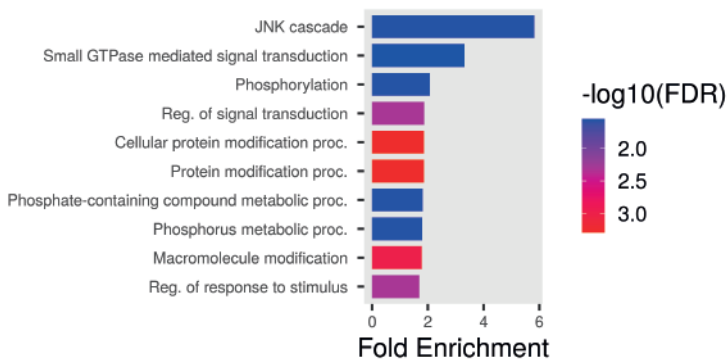 JNK cascade
Small GTPase mediated signal transduction
Phosphorylation
Reg. of signal transduction
Cellular protein modification proc.
Protein modification proc.
Phosphate-containing compound metabolic proc.
Phosphorus metabolic proc.
Macromolecule modification
Reg. of response to stimulus
0 2 4 6
Fold Enrichment
-log10(FDR)
2.0
2.5
3.0